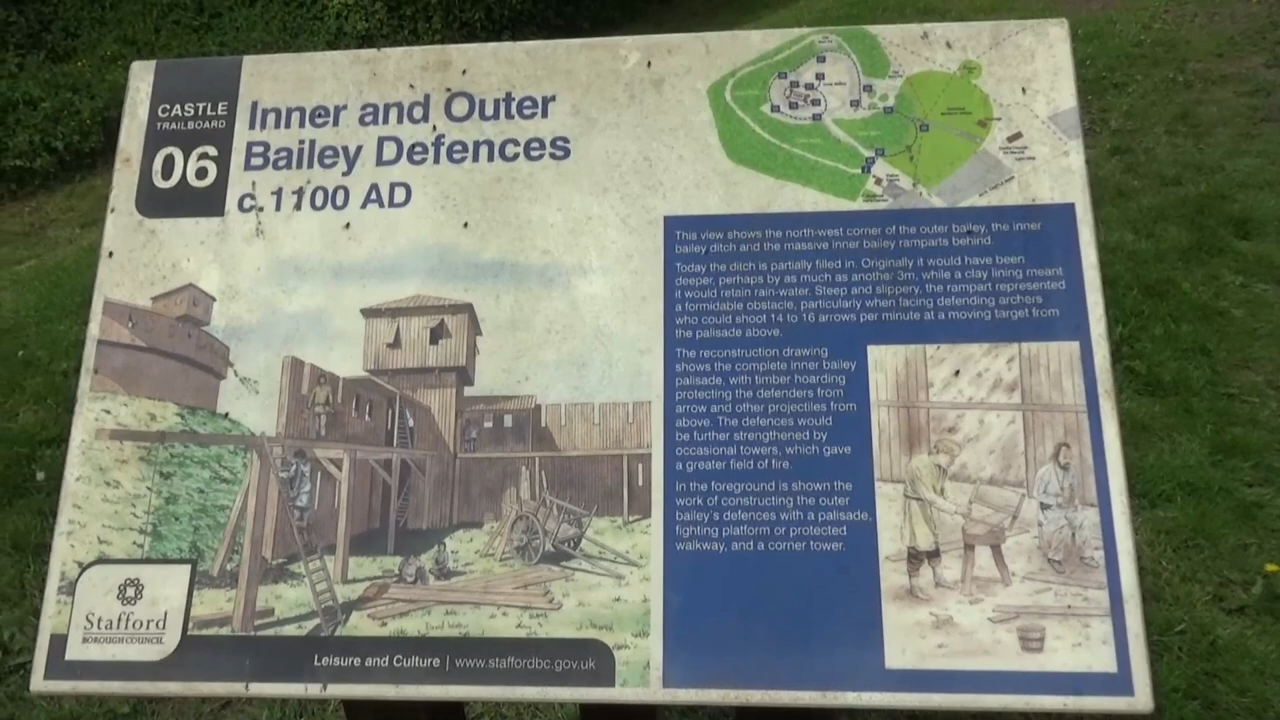 CASTLE
TRAILBOARD
06
Inner and Outer
Bailey Defences
c.1100 AD
This view shows the north-west corner of the outer bailey, the inner
bailey ditch and the massive inner bailey ramparts behind.
Today the ditch is partially filled in. Originally it would have been
deeper, perhaps by as much as another 3m, while a clay lining meant
it would retain rain-water. Steep and slippery, the rampart represented
a formidable obstacle, particularly when facing defending archers
who could shoot 14 to 16 arrows per minute at a moving target from
the palisade above.
The reconstruction drawing
shows the complete inner bailey
palisade, with timber hoarding
protecting the defenders from
arrow and other projectiles from
above. The defences would
be further strengthened by
occasional towers, which gave
a greater field of fire.
In the foreground is shown the
work of constructing the outer
bailey's defences with a palisade,
fighting platform or protected
walkway, and a corner tower.
Stafford
BOROUGH COUNCIL
Leisure and Culture | www.staffordbc.gov.uk